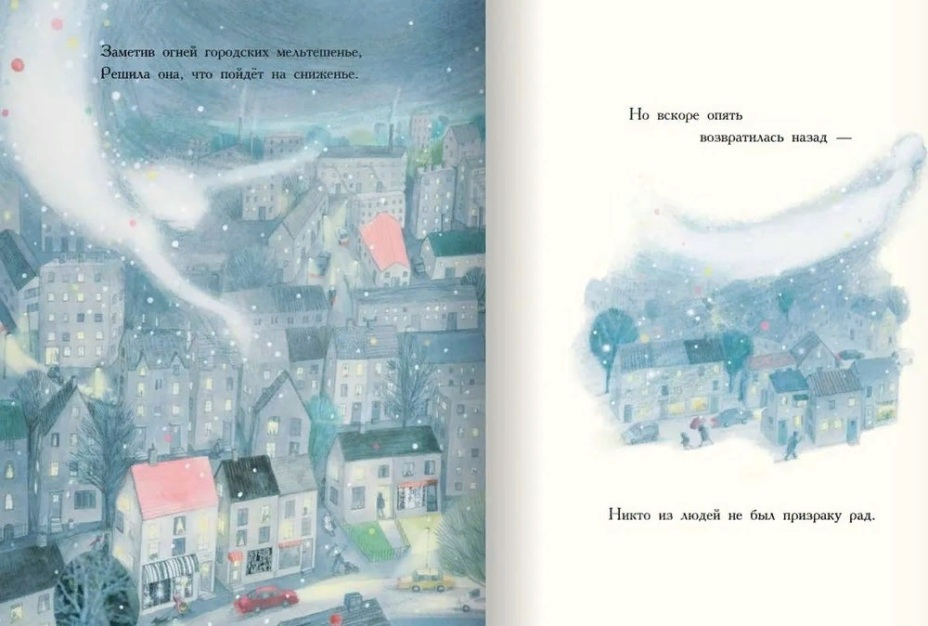 Заметив огней городских мельтешенье,
Решила она, что пойдёт на сниженье.
Но вскоре опять
возвратилась назад —
Никто из людей не был призраку рад.